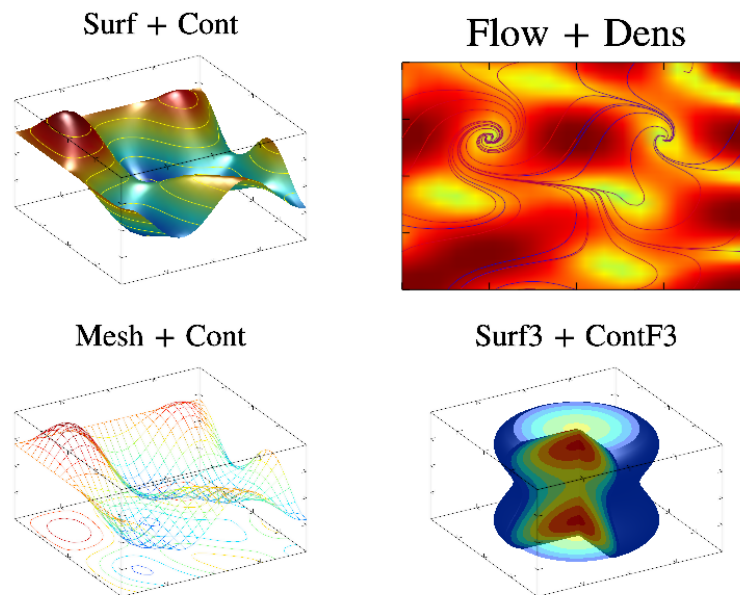 Surf + Cont
Flow + Dens
Mesh + Cont
Surf3 + ContF3